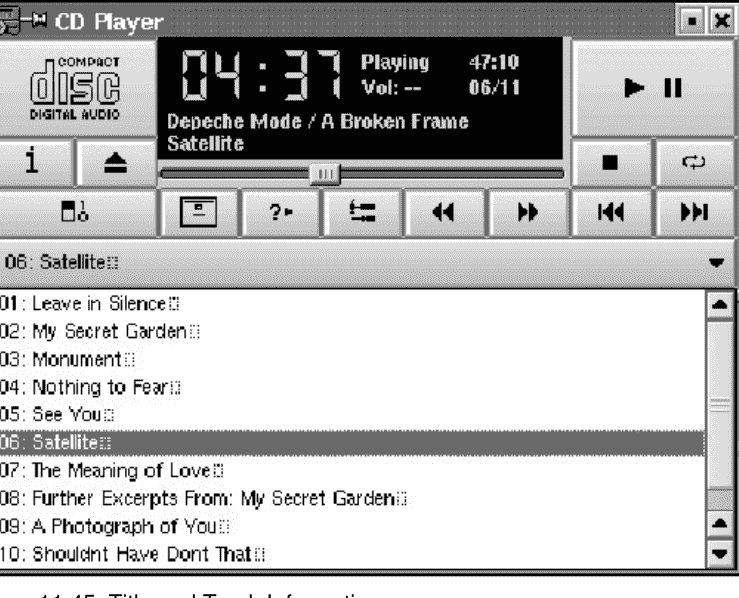 CD Player
COMPACT
disc
DIGITAL AUDIO
04:37
Playing 47:10
Vol: -- 06/11
Depeche Mode / A Broken Frame
Satellite
i
?
06: Satellite
01: Leave in Silence
02: My Secret Garden
03: Monument
04: Nothing to Fear
05: See You
06: Satellite
07: The Meaning of Love
08: Further Excerpts From: My Secret Garden
09: A Photograph of You
10: Shouldnt Have Dont That